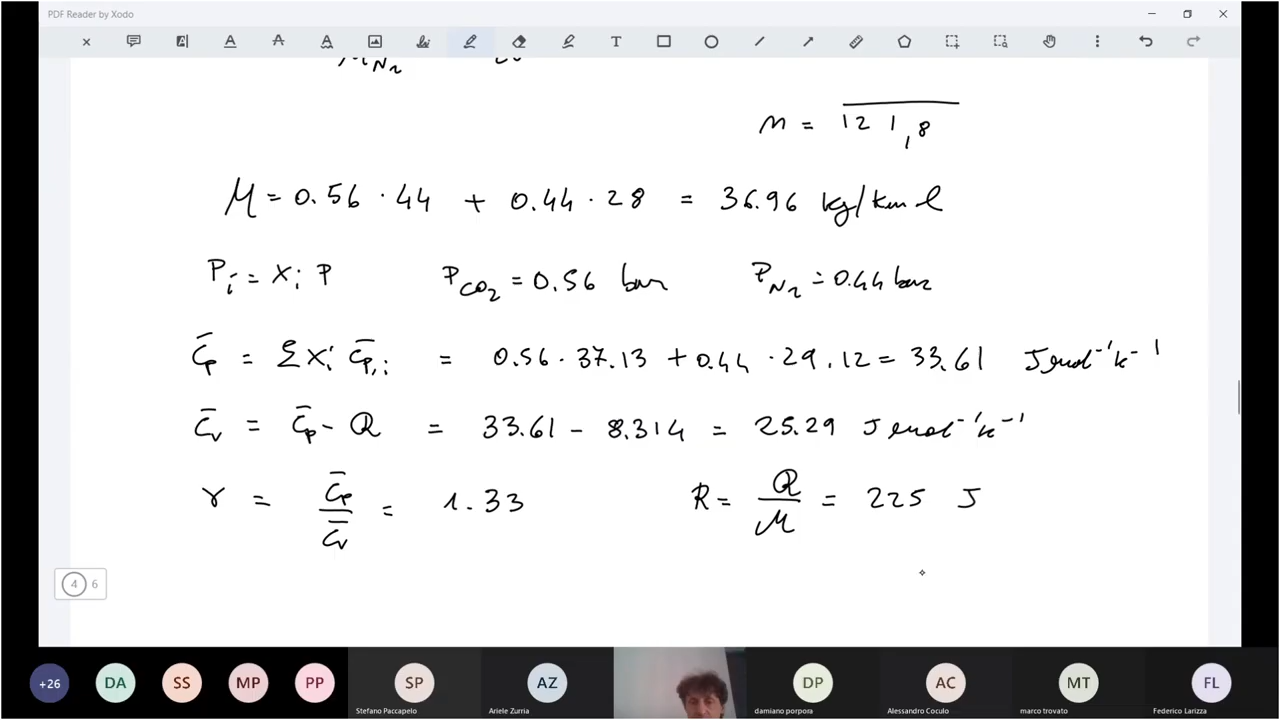 PDF Reader by Xodo
n = 121,8
M = 0.56 · 44 + 0.44 · 28 = 36.96 kg/kmol
Pi = Xi P PCO2 = 0.56 bar PN2 = 0.44 bar
C̄p = Σ Xi C̄p,i = 0.56 · 37.13 + 0.44 · 29.12 = 33.61 J mol⁻¹ k⁻¹
C̄v = C̄p - R = 33.61 - 8.314 = 25.29 J mol⁻¹ k⁻¹
γ = C̄p / C̄v = 1.33 R = R / M = 225 J
4 6
+26 DA SS MP PP SP AZ DP AC MT FL
Stefano Paccapelo Ariele Zurria damiano porpora Alessandro Coculo marco trovato Federico Larizza